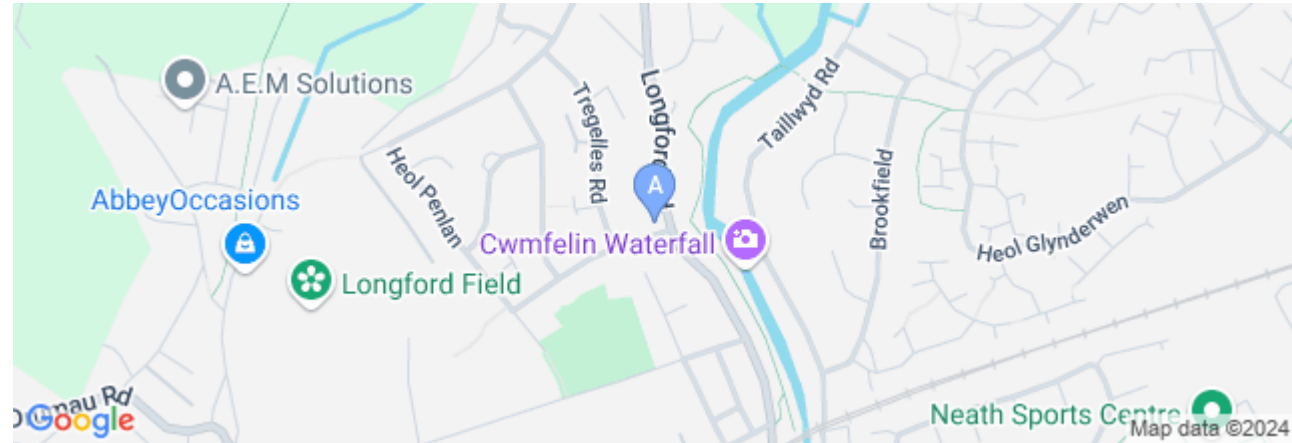 A.E.M Solutions
Tregelles Rd
Longford Rd
Taillwyd Rd
Heol Penlan
A
AbbeyOccasions
Cwmfelin Waterfall
Brookfield
Heol Glynderwen
Longford Field
Google
Neath Sports Centre
Map data ©2024